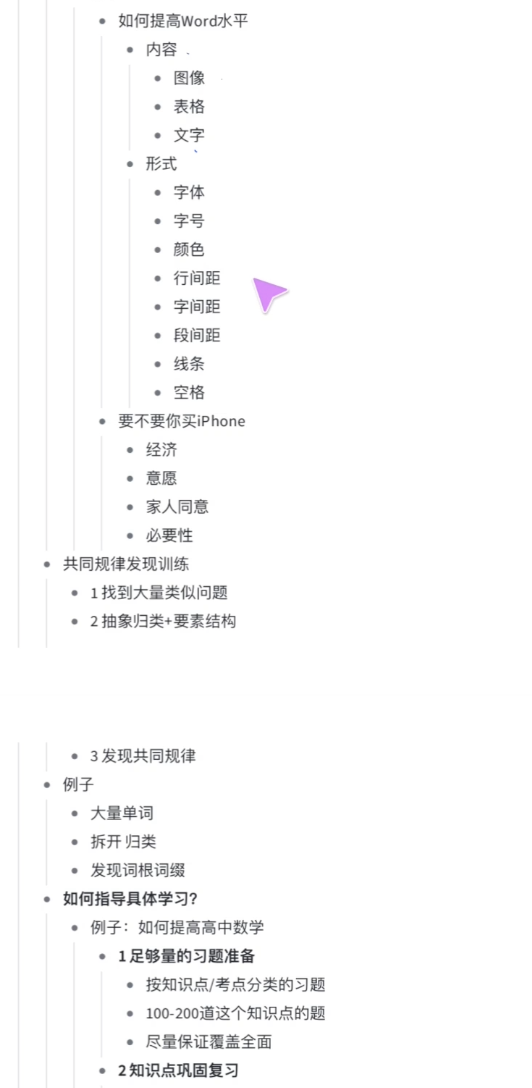 如何提高Word水平
内容
图像
表格
文字
形式
字体
字号
颜色
行间距
字间距
段间距
线条
空格
要不要你买iPhone
经济
意愿
家人同意
必要性
共同规律发现训练
1 找到大量类似问题
2 抽象归类+要素结构
3 发现共同规律
例子
大量单词
拆开 归类
发现词根词缀
如何指导具体学习?
例子：如何提高高中数学
1 足够量的习题准备
按知识点/考点分类的习题
100-200道这个知识点的题
尽量保证覆盖全面
2 知识点巩固复习